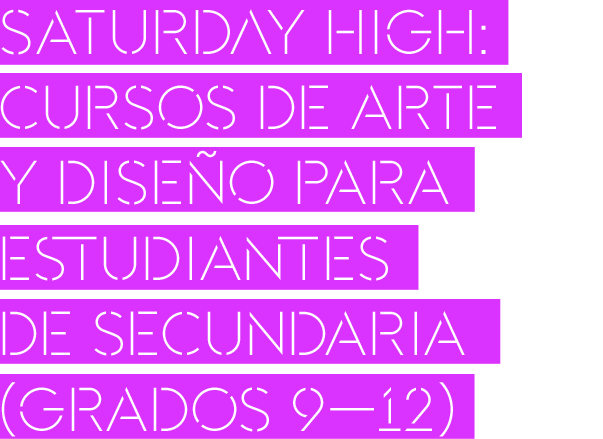 SATURDAY HIGH:
CURSOS DE ARTE
Y DISEÑO PARA
ESTUDIANTES
DE SECUNDARIA
(GRADOS 9—12)